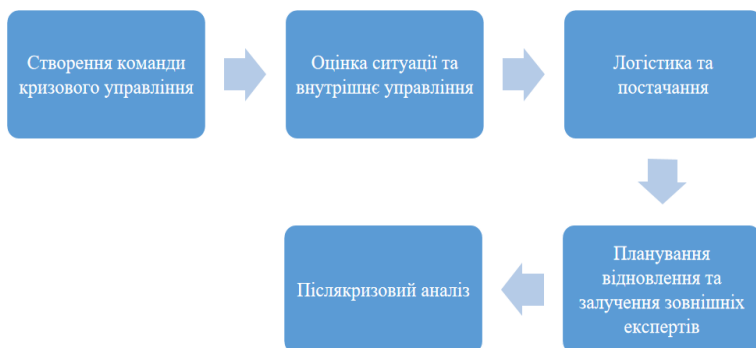 Створення команди
кризового управління
Оцінка ситуації та
внутрішнє управління
Логістика та
постачання
Планування
відновлення та
залучення зовнішніх
експертів
Післякризовий аналіз